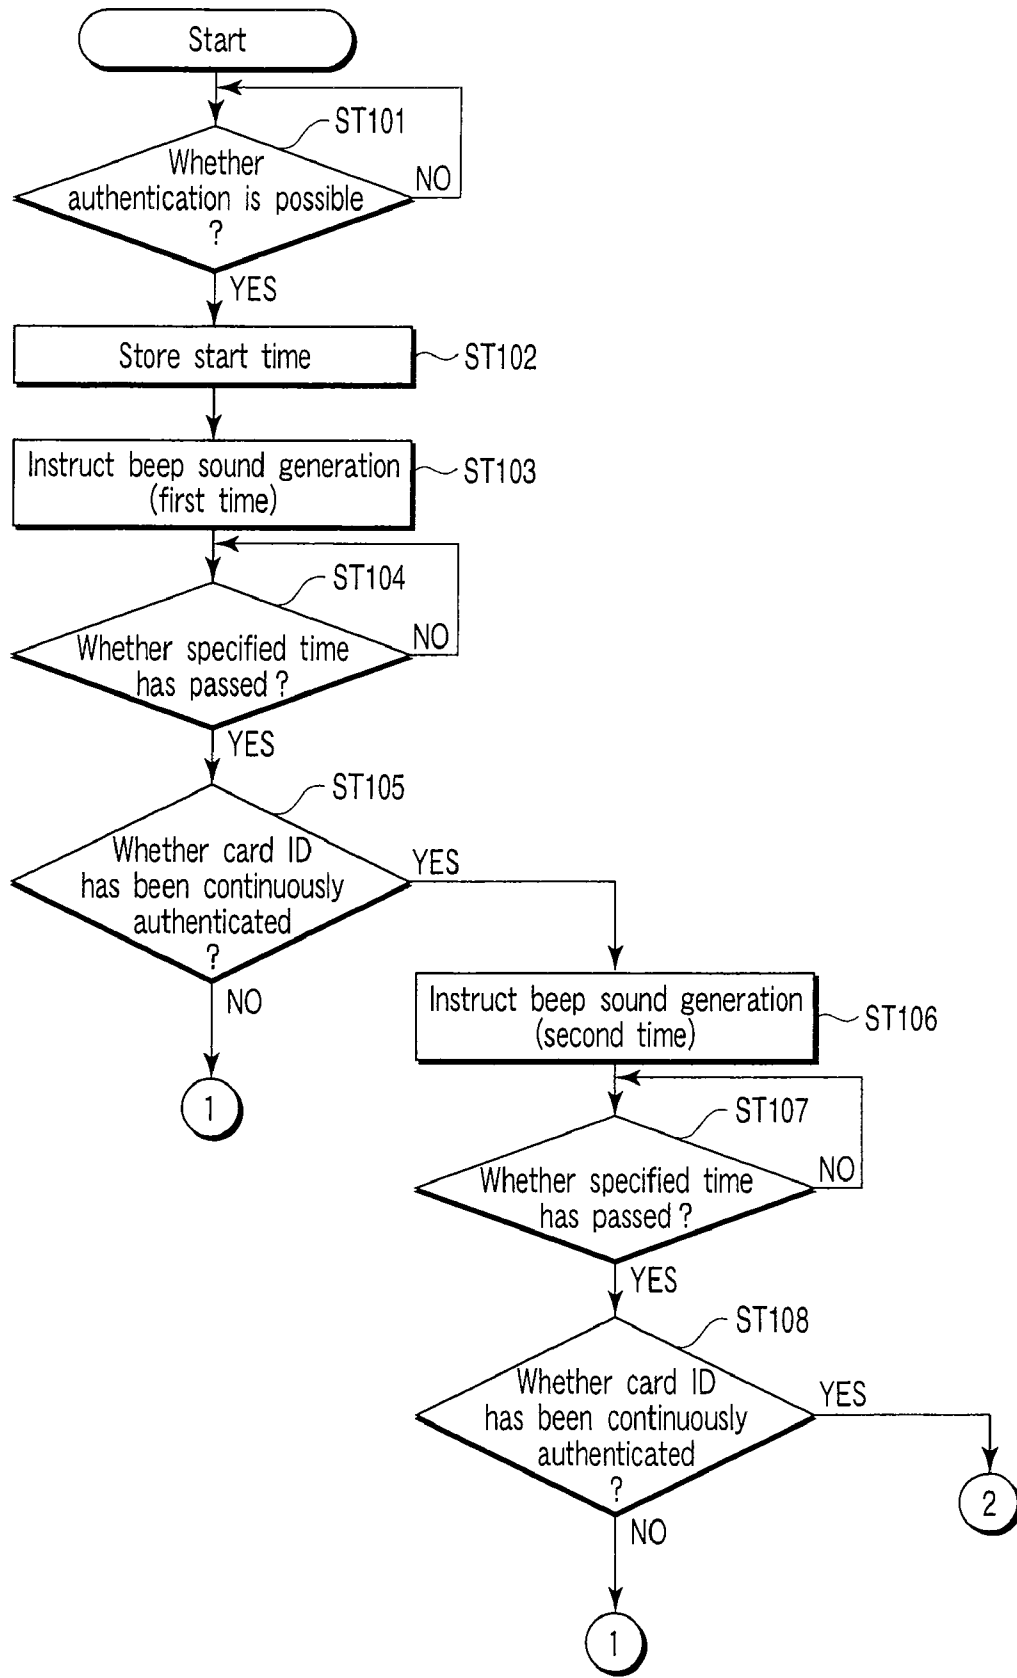 Start
ST101
Whether
authentication is possible
?
NO
YES
Store start time
ST102
Instruct beep sound generation
(first time)
ST103
ST104
Whether specified time
has passed ?
NO
YES
ST105
Whether card ID
has been continuously
authenticated
?
YES
NO
1
Instruct beep sound generation
(second time)
ST106
ST107
Whether specified time
has passed ?
NO
YES
ST108
Whether card ID
has been continuously
authenticated
?
YES
2
NO
1